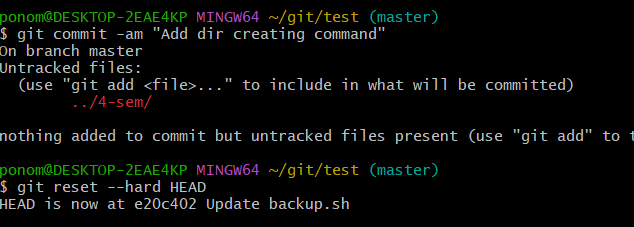 ponom@DESKTOP-2EAE4KP MINGW64 ~/git/test (master)
$ git commit -am "Add dir creating command"
On branch master
Untracked files:
  (use "git add <file>..." to include in what will be committed)
        ../4-sem/

nothing added to commit but untracked files present (use "git add" to t

ponom@DESKTOP-2EAE4KP MINGW64 ~/git/test (master)
$ git reset --hard HEAD
HEAD is now at e20c402 Update backup.sh